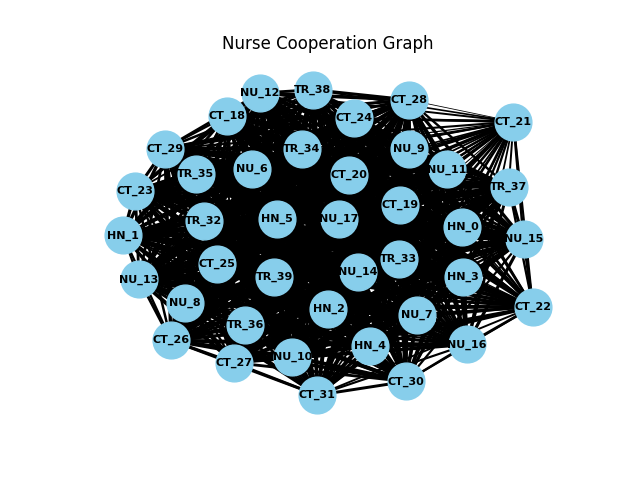 Nurse Cooperation Graph
TR_38
NU_12
CT_28
CT_18
CT_24
CT_21
CT_29
TR_34
NU_9
NU_6
NU_11
TR_35
CT_20
TR_37
CT_23
CT_19
TR_32
HN_5
NU_17
HN_0
HN_1
NU_15
TR_33
CT_25
NU_14
NU_13
TR_39
HN_3
NU_8
CT_22
HN_2
NU_7
TR_36
CT_26
NU_16
HN_4
NU_10
CT_27
CT_30
CT_31